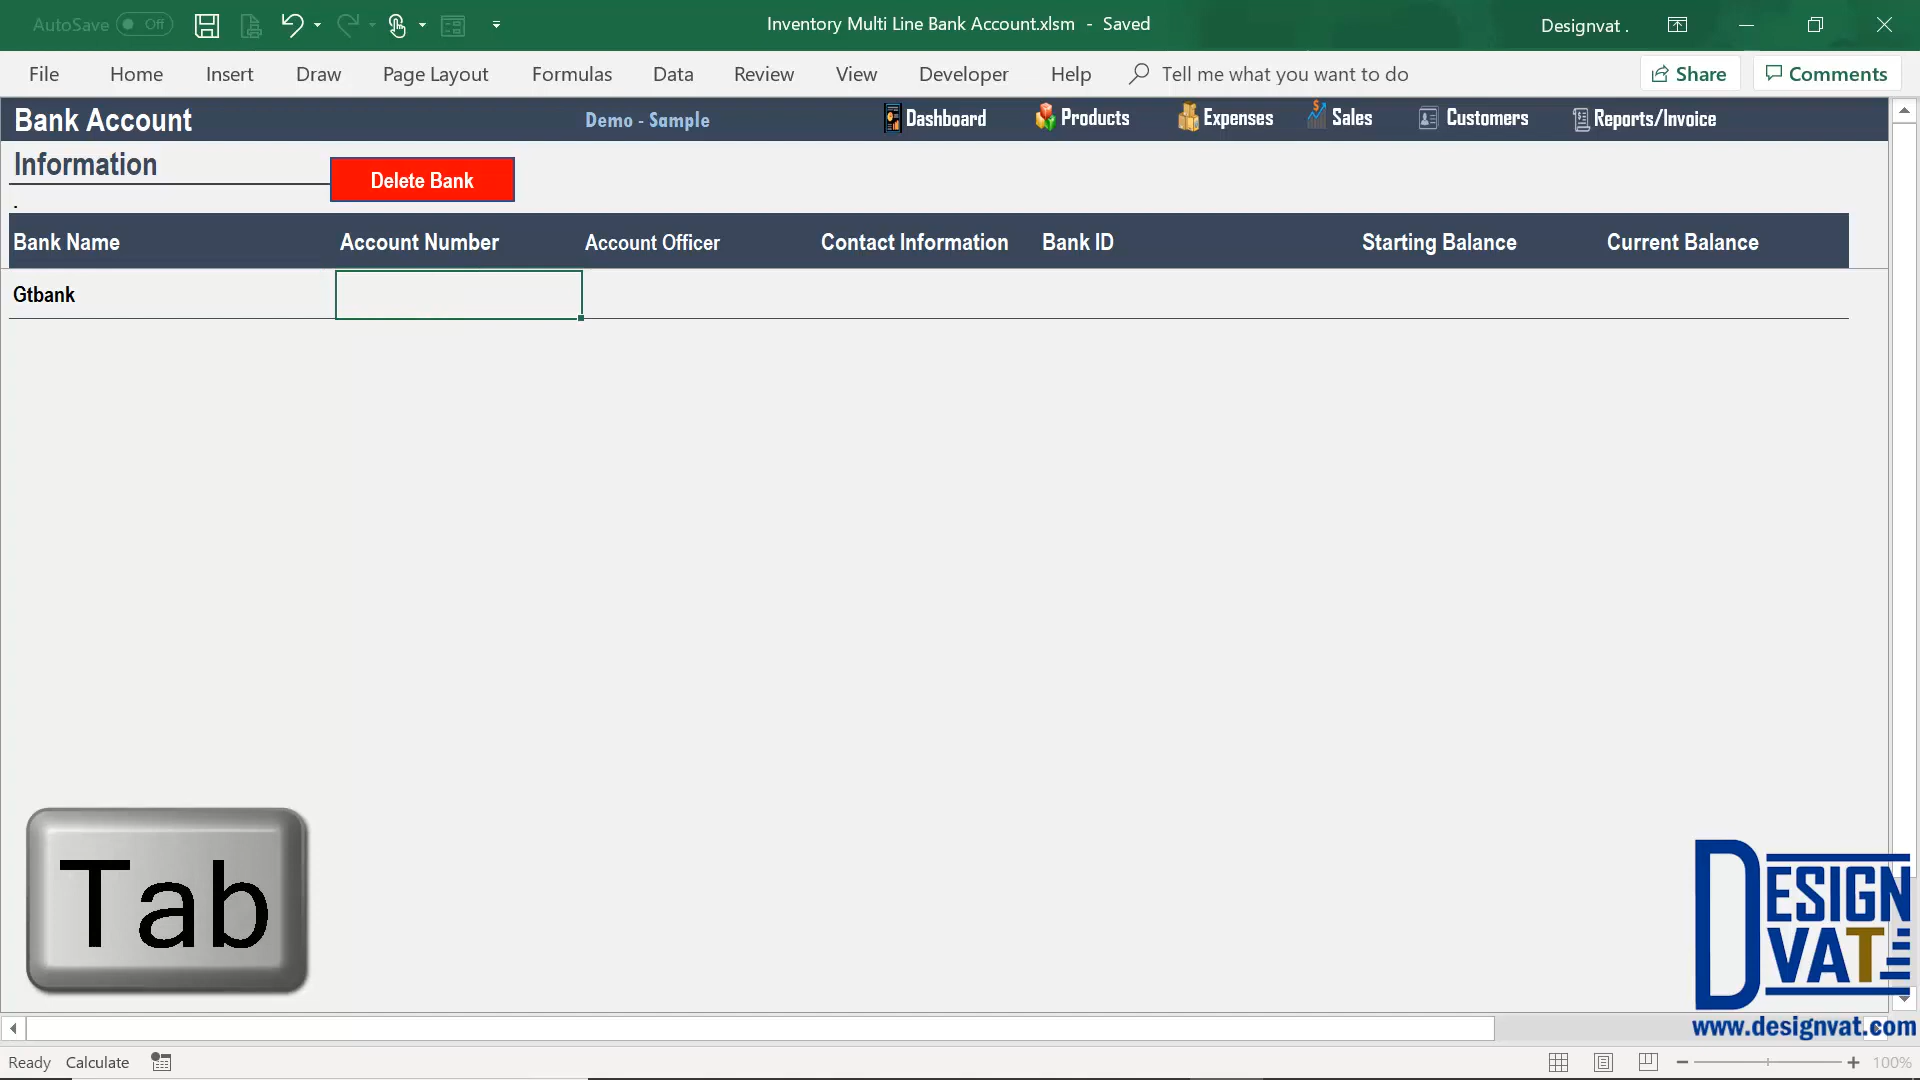 AutoSave Off
Inventory Multi Line Bank Account.xlsm - Saved
Designvat .
File Home Insert Draw Page Layout Formulas Data Review View Developer Help Tell me what you want to do Share Comments
Bank Account Demo - Sample Dashboard Products Expenses Sales Customers Reports/Invoice
Information
Delete Bank
.
Bank Name Account Number Account Officer Contact Information Bank ID Starting Balance Current Balance
Gtbank
Tab
DESIGN
VAT
www.designvat.com
Ready Calculate 100%